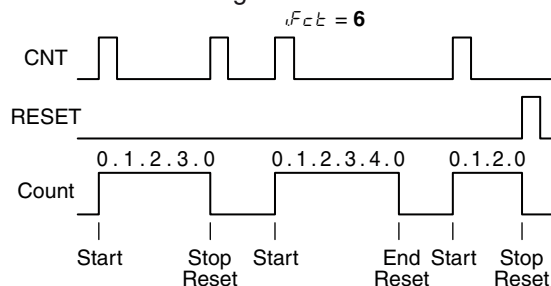 iFct = 6
CNT
RESET
0.1.2.3.0 0.1.2.3.4.0 0.1.2.0
Count
Start Stop Reset Start End Reset Start Stop Reset